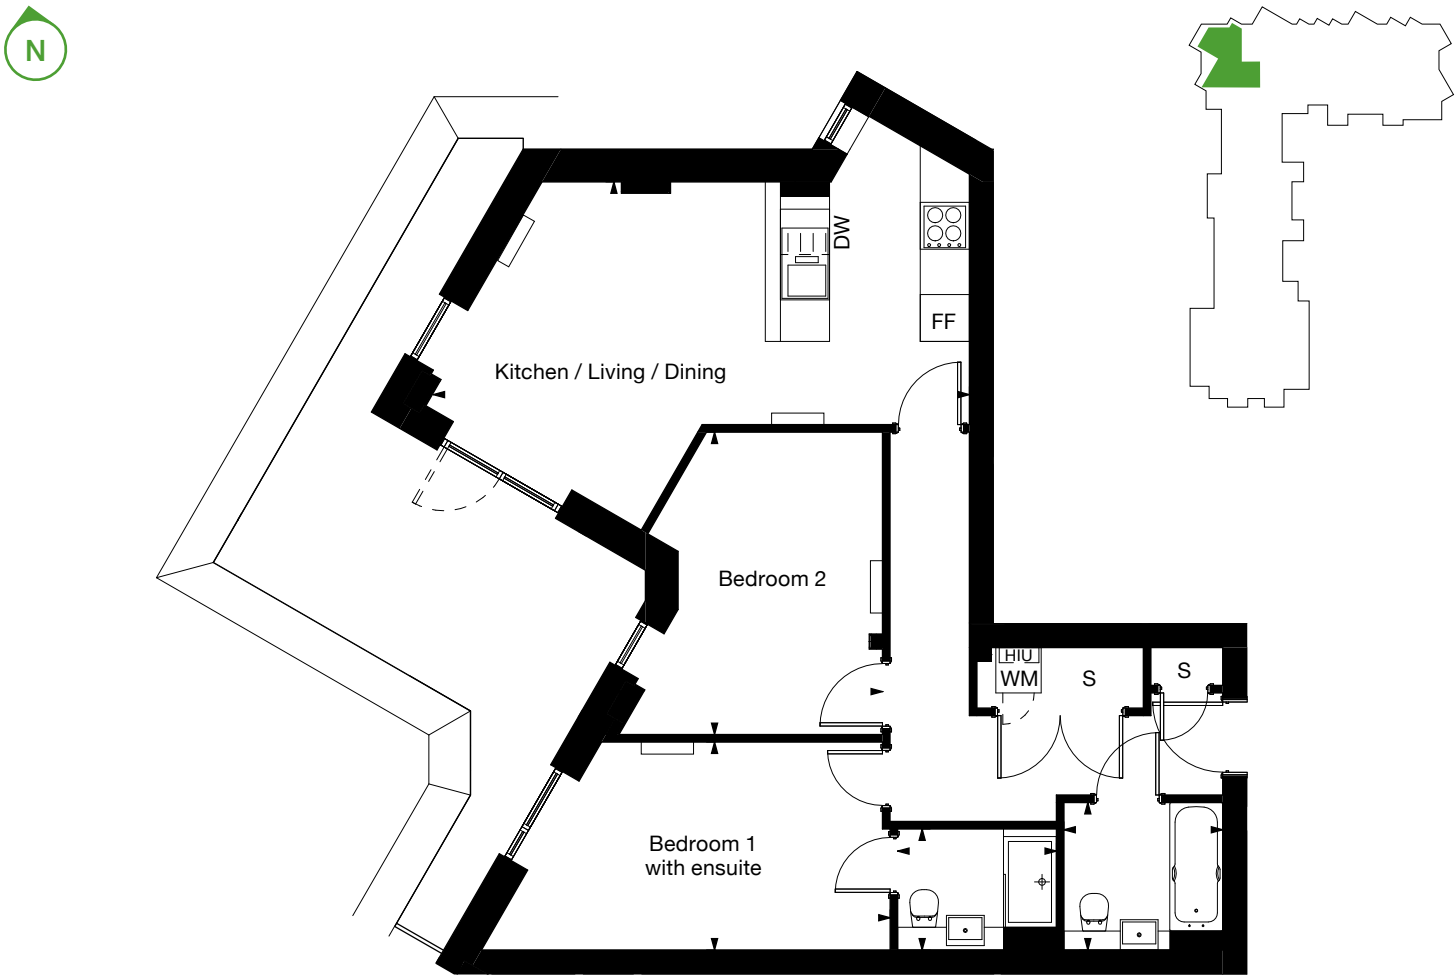 N
DW
FF
Kitchen / Living / Dining
Bedroom 2
HIU
WM
S
S
Bedroom 1
with ensuite